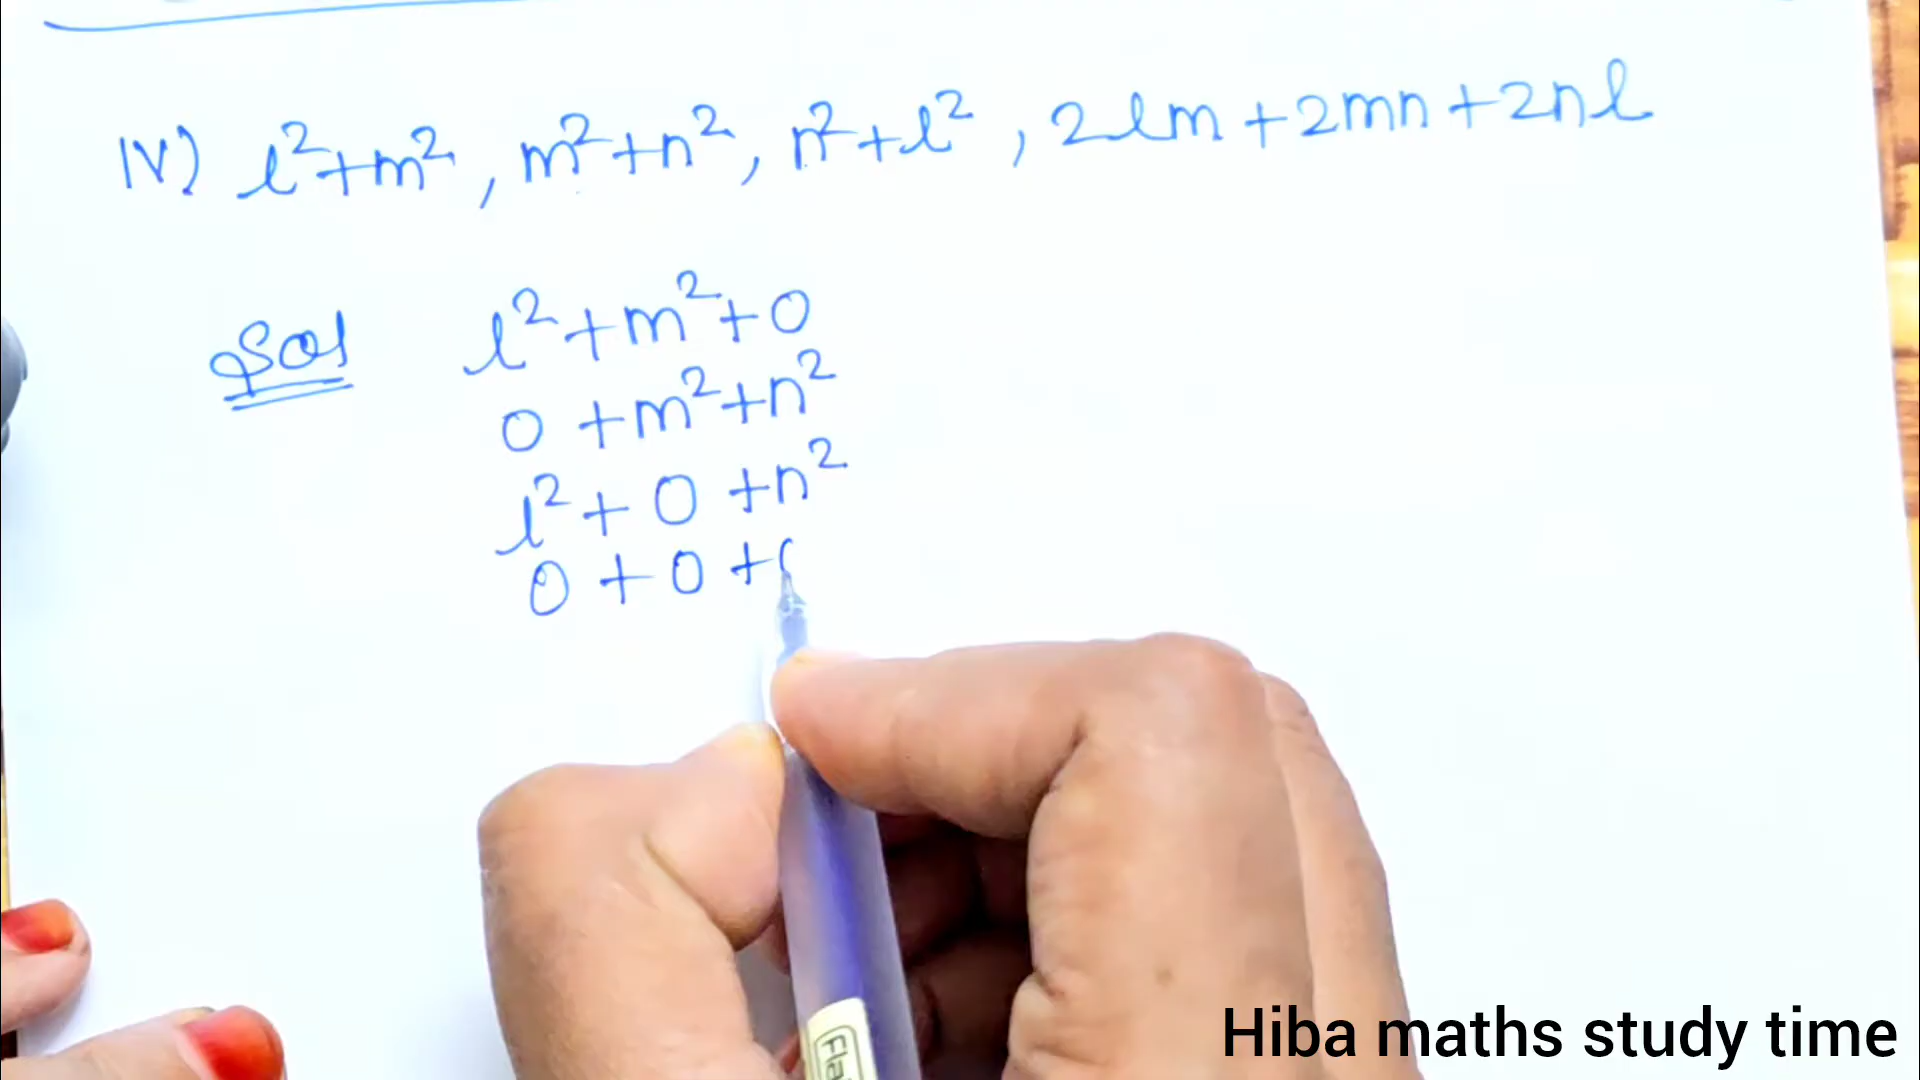 IV) l²+m², m²+n², n²+l², 2lm+2mn+2nl
Sol l²+m²+0
0+m²+n²
l²+0+n²
0+0+
Hiba maths study time